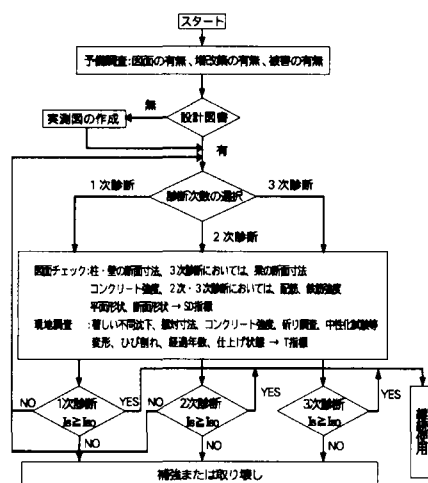 スタート
予備調査:図面の有無、増改築の有無、被害の有無
設計図書
無
実測図の作成
有
診断次数の選択
1次診断
3次診断
2次診断
図面チェック:柱・壁の断面寸法、3次診断においては、梁の断面寸法
コンクリート強度、2次・3次診断においては、配筋、鉄筋強度
平面形状、断面形状 → SD指標
現地調査 :著しい不同沈下、部材寸法、コンクリート強度、斫り調査、中性化試験等
変形、ひび割れ、経過年数、仕上げ状態 → T指標
NO
1次診断
Is≧Iso
YES
NO
2次診断
Is≧Iso
YES
3次診断
Is≧Iso
YES
NO
NO
NO
継続使用
補強または取り壊し